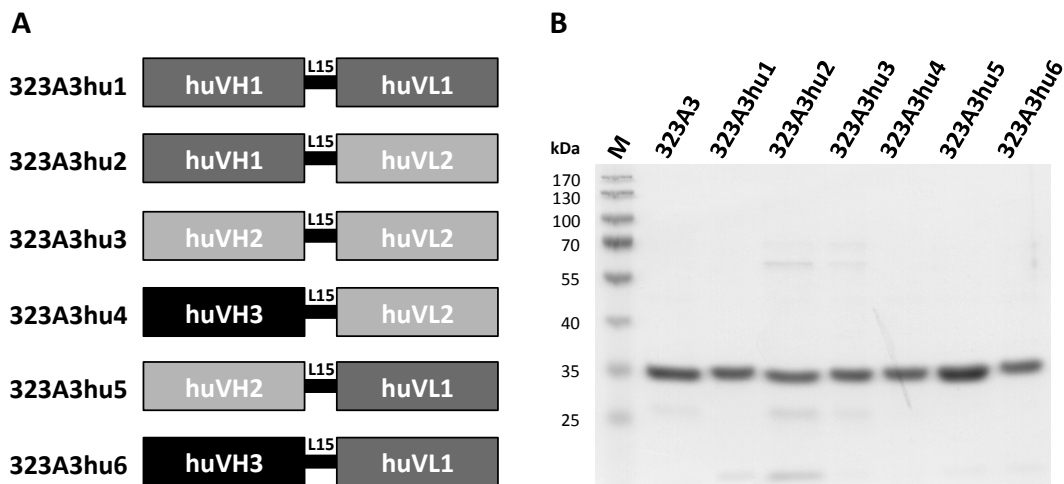 A
323A3hu1 huVH1 L15 huVL1
323A3hu2 huVH1 L15 huVL2
323A3hu3 huVH2 L15 huVL2
323A3hu4 huVH3 L15 huVL2
323A3hu5 huVH2 L15 huVL1
323A3hu6 huVH3 L15 huVL1
B
kDa M 323A3 323A3hu1 323A3hu2 323A3hu3 323A3hu4 323A3hu5 323A3hu6
170
130
100
70
55
40
35
25